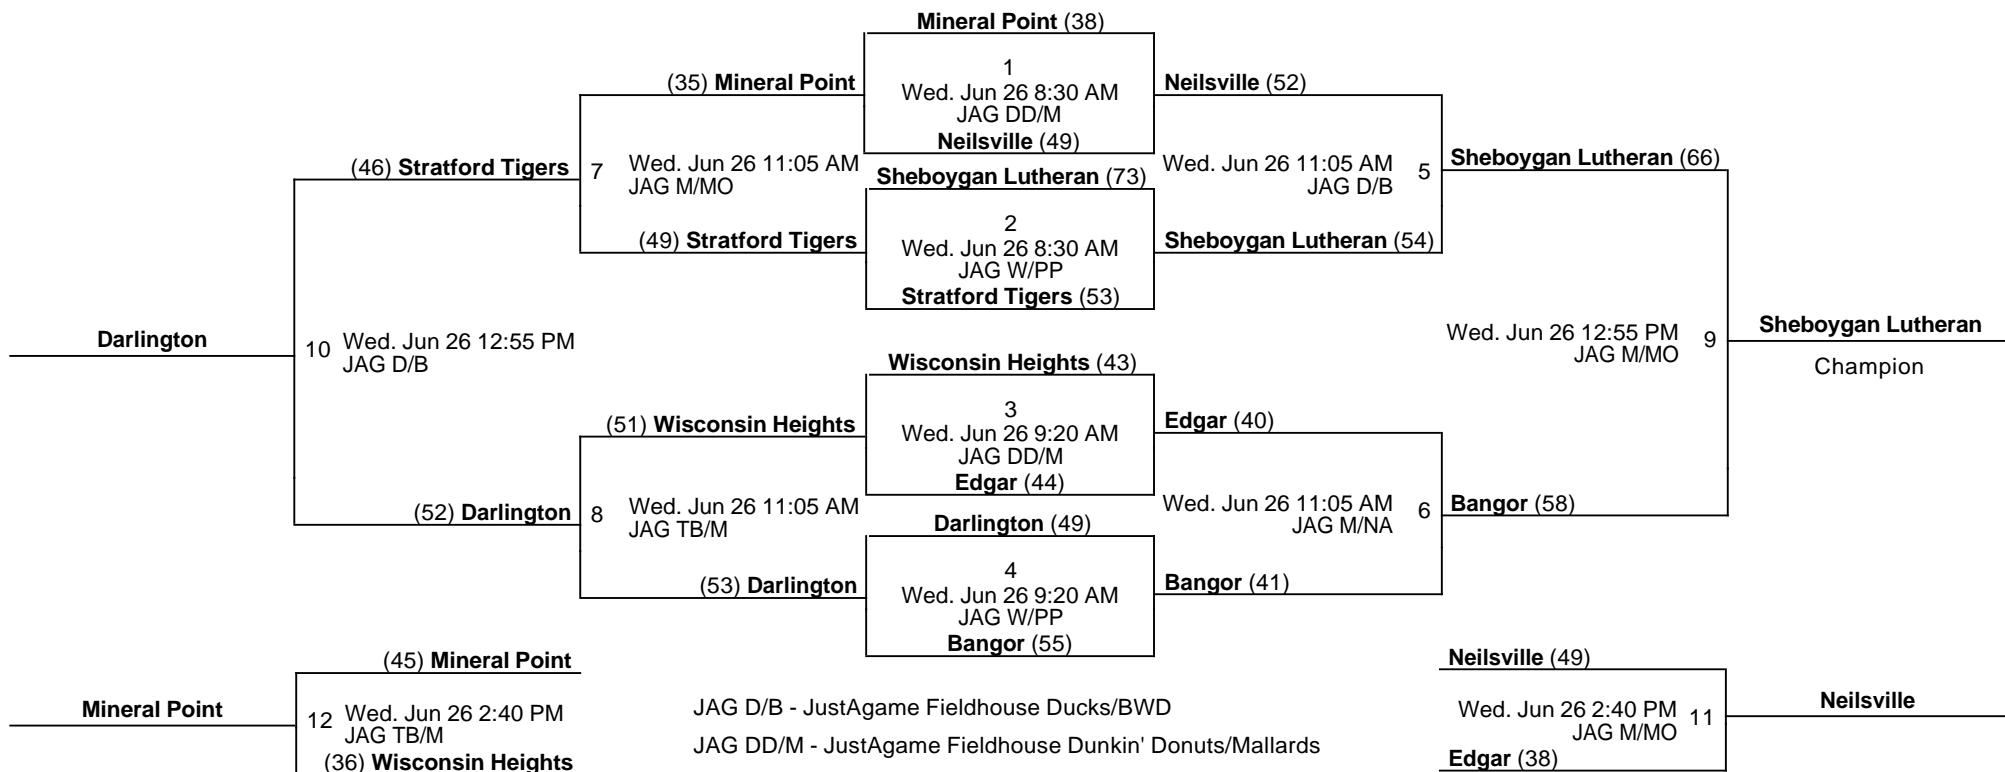 Mineral Point (38)
1
Wed. Jun 26 8:30 AM
JAG DD/M
Neilsville (49)
(35) Mineral Point
Neilsville (52)
(46) Stratford Tigers
7 Wed. Jun 26 11:05 AM
JAG M/MO
Sheboygan Lutheran (73)
Wed. Jun 26 11:05 AM 5
JAG D/B
Sheboygan Lutheran (66)
2
Wed. Jun 26 8:30 AM
JAG W/PP
Stratford Tigers (53)
(49) Stratford Tigers
Sheboygan Lutheran (54)
Darlington
10 Wed. Jun 26 12:55 PM
JAG D/B
Wed. Jun 26 12:55 PM 9
JAG M/MO
Sheboygan Lutheran
Champion
Wisconsin Heights (43)
3
Wed. Jun 26 9:20 AM
JAG DD/M
Edgar (44)
(51) Wisconsin Heights
Edgar (40)
(52) Darlington
8 Wed. Jun 26 11:05 AM
JAG TB/M
Darlington (49)
Wed. Jun 26 11:05 AM 6
JAG M/NA
Bangor (58)
4
Wed. Jun 26 9:20 AM
JAG W/PP
Bangor (55)
(53) Darlington
Bangor (41)
(45) Mineral Point
Mineral Point
12 Wed. Jun 26 2:40 PM
JAG TB/M
(36) Wisconsin Heights
JAG D/B - JustAgame Fieldhouse Ducks/BWD
JAG DD/M - JustAgame Fieldhouse Dunkin' Donuts/Mallards
Neilsville (49)
Wed. Jun 26 2:40 PM 11
JAG M/MO
Edgar (38)
Neilsville